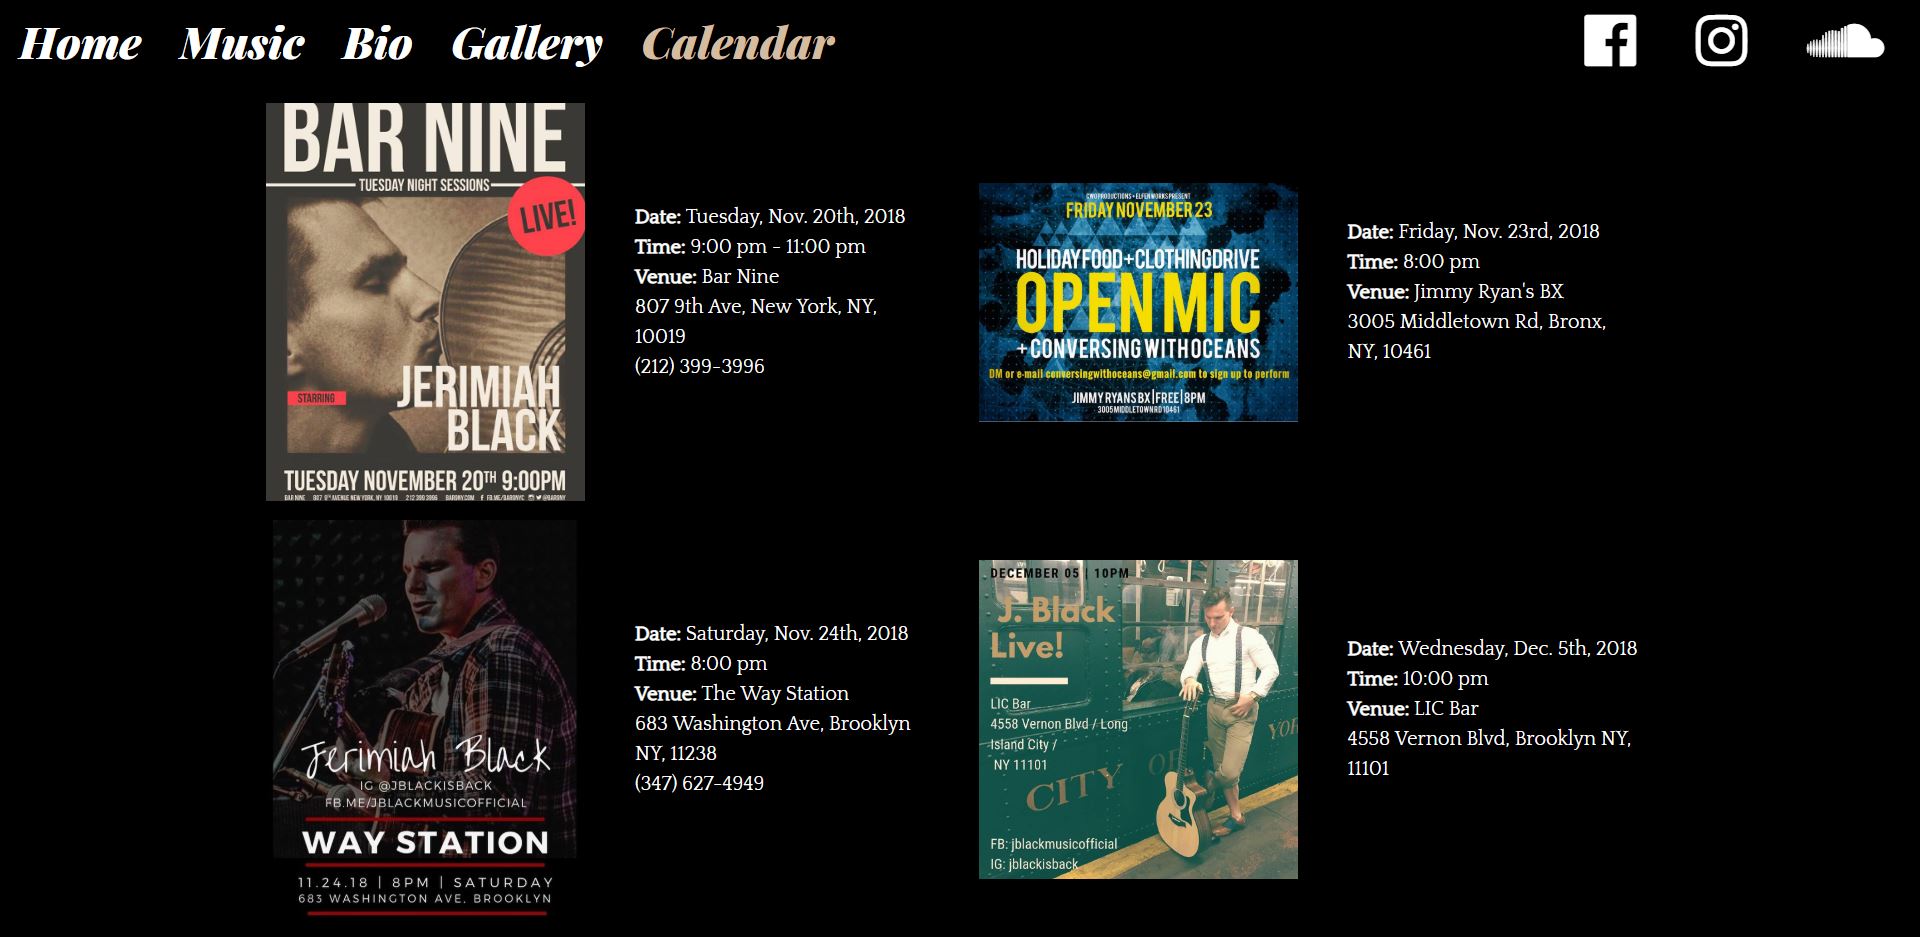 Home Music Bio Gallery Calendar
BAR NINE
TUESDAY NIGHT SESSIONS
LIVE!
STARRING
JERIMIAH
BLACK
TUESDAY NOVEMBER 20TH 9:00PM
BAR NINE 807 9TH AVENUE NEW YORK, NY 10019 212 399 3996 BAR9NY.COM FB.ME/BAR9NYC @BAR9NY
Date: Tuesday, Nov. 20th, 2018
Time: 9:00 pm - 11:00 pm
Venue: Bar Nine
807 9th Ave, New York, NY,
10019
(212) 399-3996
CWO PRODUCTIONS + ELFENWORKS PRESENT
FRIDAY NOVEMBER 23
HOLIDAY FOOD + CLOTHING DRIVE
OPEN MIC
+ CONVERSING WITH OCEANS
DM or e-mail conversingwithoceans@gmail.com to sign up to perform
JIMMY RYANS BX | FREE | 8PM
3005 MIDDLETOWN RD 10461
Date: Friday, Nov. 23rd, 2018
Time: 8:00 pm
Venue: Jimmy Ryan's BX
3005 Middletown Rd, Bronx,
NY, 10461
Jerimiah Black
IG @JBLACKISBACK
FB.ME/JBLACKMUSICOFFICIAL
WAY STATION
11.24.18 | 8PM | SATURDAY
683 WASHINGTON AVE. BROOKLYN
Date: Saturday, Nov. 24th, 2018
Time: 8:00 pm
Venue: The Way Station
683 Washington Ave, Brooklyn
NY, 11238
(347) 627-4949
DECEMBER 05 | 10PM
J. Black
Live!
LIC Bar
4558 Vernon Blvd / Long
Island City /
NY 11101
CITY OF
YOR
FB: jblackmusicofficial
IG: jblackisback
Date: Wednesday, Dec. 5th, 2018
Time: 10:00 pm
Venue: LIC Bar
4558 Vernon Blvd, Brooklyn NY,
11101